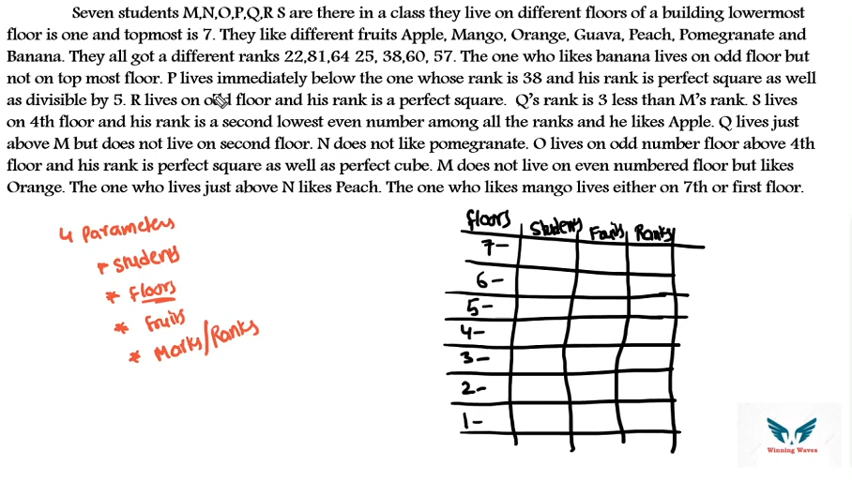 Seven students M,N,O,P,Q,R S are there in a class they live on different floors of a building lowermost
floor is one and topmost is 7. They like different fruits Apple, Mango, Orange, Guava, Peach, Pomegranate and
Banana. They all got a different ranks 22,81,64 25, 38,60, 57. The one who likes banana lives on odd floor but
not on top most floor. P lives immediately below the one whose rank is 38 and his rank is perfect square as well
as divisible by 5. R lives on odd floor and his rank is a perfect square. Q's rank is 3 less than M's rank. S lives
on 4th floor and his rank is a second lowest even number among all the ranks and he likes Apple. Q lives just
above M but does not live on second floor. N does not like pomegranate. O lives on odd number floor above 4th
floor and his rank is perfect square as well as perfect cube. M does not live on even numbered floor but likes
Orange. The one who lives just above N likes Peach. The one who likes mango lives either on 7th or first floor.
4 Parameters
* Students
* Floors
* Fruits
* Marks/Ranks
Floors Students Fruits Ranks
7-
6-
5-
4-
3-
2-
1-
W
Winning Waves